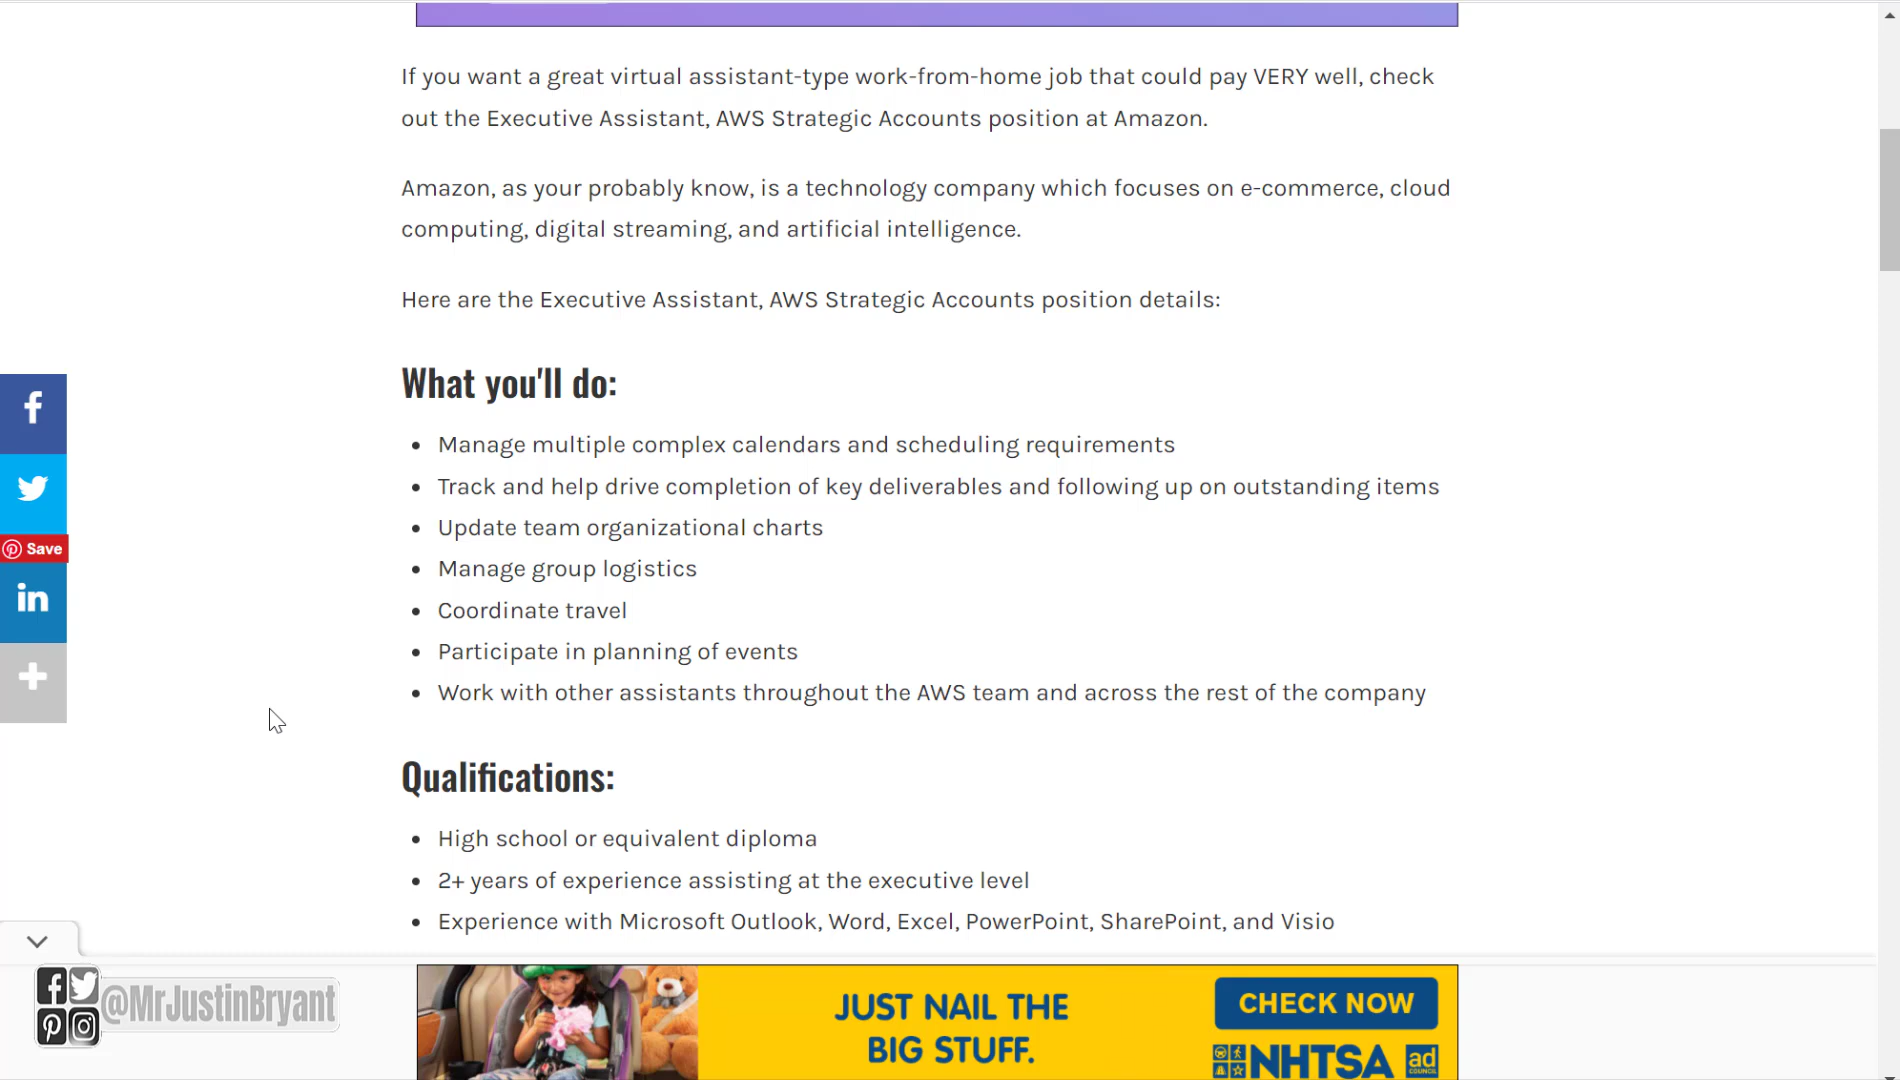 If you want a great virtual assistant-type work-from-home job that could pay VERY well, check
out the Executive Assistant, AWS Strategic Accounts position at Amazon.
Amazon, as your probably know, is a technology company which focuses on e-commerce, cloud
computing, digital streaming, and artificial intelligence.
Here are the Executive Assistant, AWS Strategic Accounts position details:
What you'll do:
Manage multiple complex calendars and scheduling requirements
Track and help drive completion of key deliverables and following up on outstanding items
Update team organizational charts
Manage group logistics
Coordinate travel
Participate in planning of events
Work with other assistants throughout the AWS team and across the rest of the company
Save
Qualifications:
High school or equivalent diploma
2+ years of experience assisting at the executive level
Experience with Microsoft Outlook, Word, Excel, PowerPoint, SharePoint, and Visio
@MrJustinBryant
JUST NAIL THE
BIG STUFF.
CHECK NOW
NHTSA
ad
COUNCIL